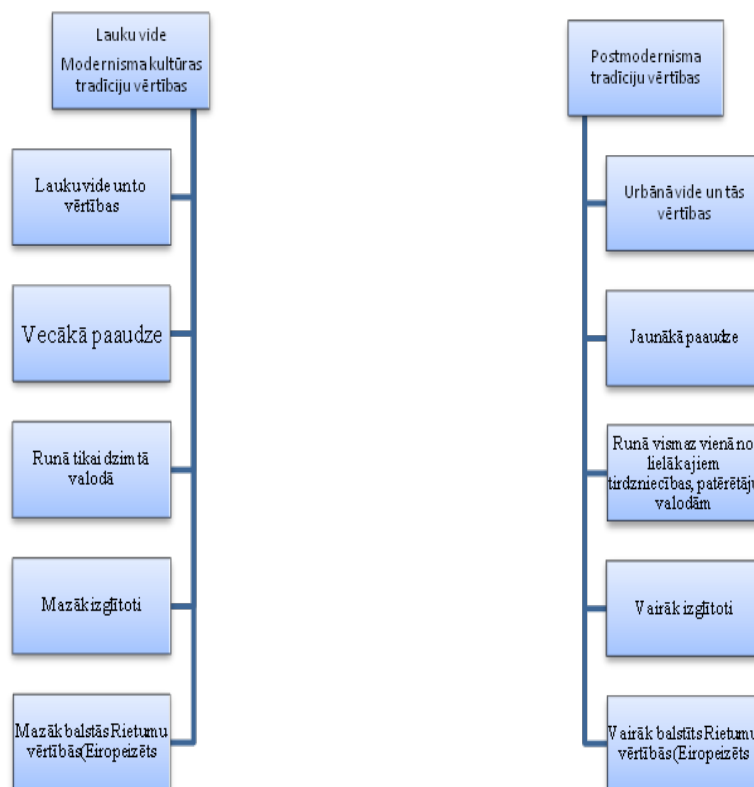 Lauku vide
Modernisma kultūras
tradīciju vērtības
Lauku vide un to
vērtības
Vecākā paaudze
Runā tikai dzimtā
valodā
Mazāk izglītoti
Mazāk balstās Rietumu
vērtībās(Eiropeizēts
Postmodernisma
tradīciju vērtības
Urbānā vide un tās
vērtības
Jaunākā paaudze
Runā vismaz vienā no
lielākajiem
tirdzniecības, patērētāju
valodām
Vairāk izglītoti
Vairāk balstīts Rietumu
vērtībās(Eiropeizēts